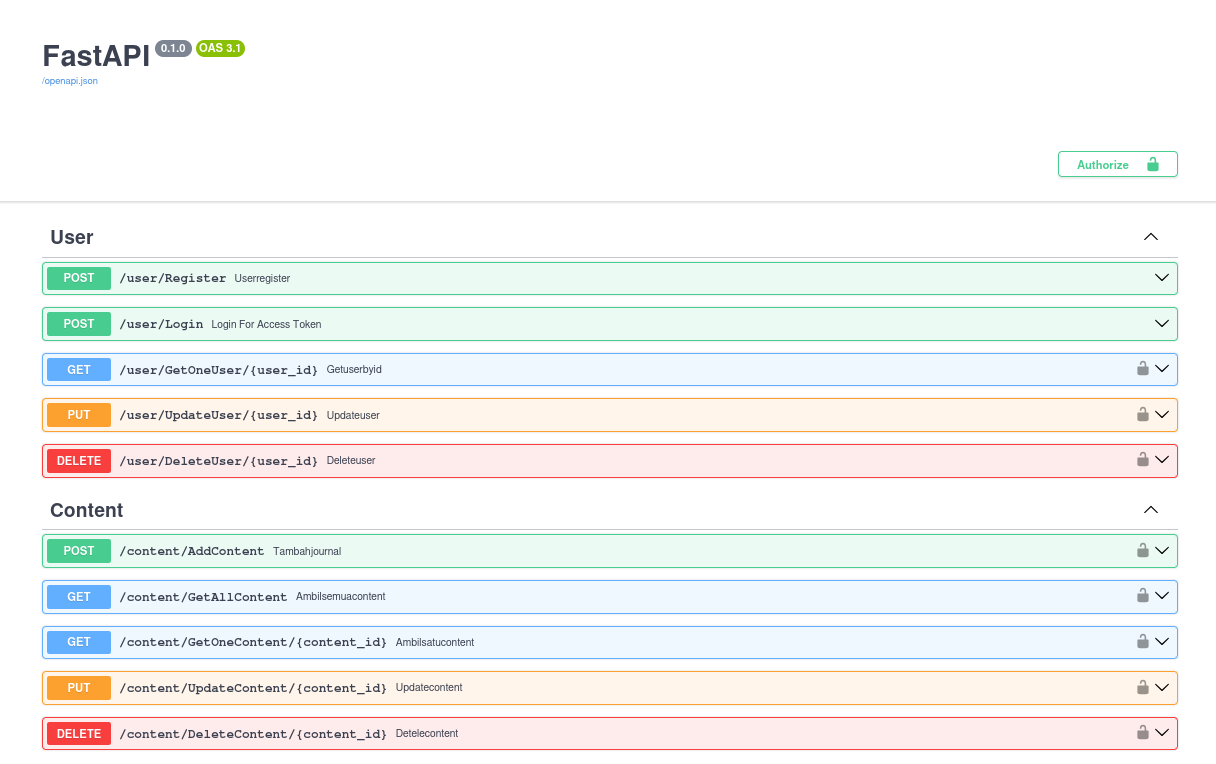 FastAPI 0.1.0 OAS 3.1
/openapi.json
Authorize
User
POST /user/Register Userregister
POST /user/Login Login For Access Token
GET /user/GetOneUser/{user_id} Getuserbyid
PUT /user/UpdateUser/{user_id} Updateuser
DELETE /user/DeleteUser/{user_id} Deleteuser
Content
POST /content/AddContent Tambahjournal
GET /content/GetAllContent Ambilsemuacontent
GET /content/GetOneContent/{content_id} Ambilsatucontent
PUT /content/UpdateContent/{content_id} Updatecontent
DELETE /content/DeleteContent/{content_id} Detelecontent